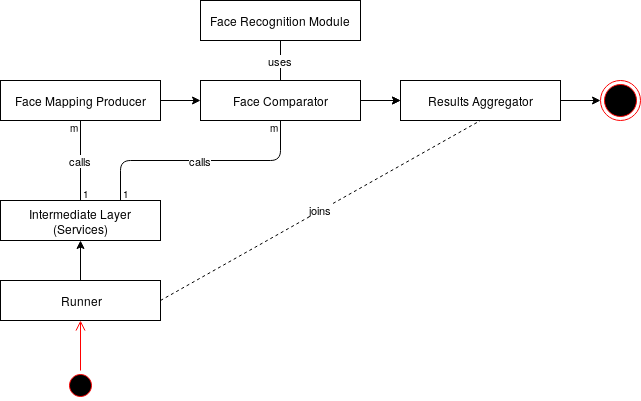 Face Recognition Module
uses
Face Mapping Producer
Face Comparator
Results Aggregator
m
m
calls
calls
1
1
Intermediate Layer
(Services)
joins
Runner